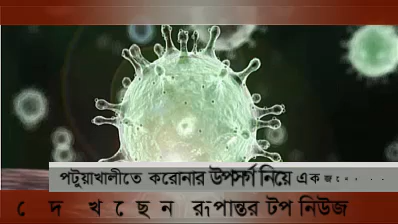 পটুয়াখালীতে করোনার উপসর্গ নিয়ে এক
দেখছেন রূপান্তর টপ নিউজ